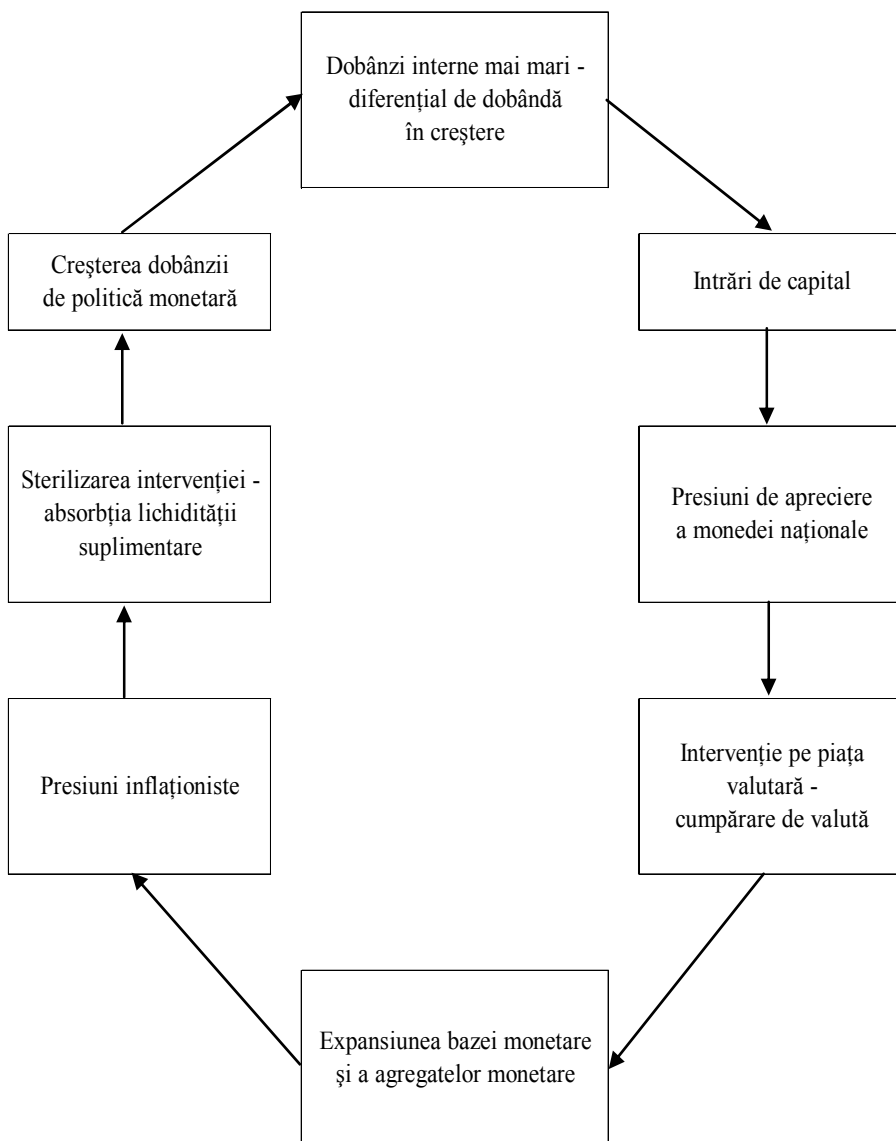 Dobânzi interne mai mari -
diferențial de dobândă
în creştere
Creşterea dobânzii
de politică monetară
Intrări de capital
Sterilizarea intervenției -
absorbția lichidității
suplimentare
Presiuni de apreciere
a monedei naționale
Presiuni inflaționiste
Intervenție pe piața
valutară -
cumpărare de valută
Expansiunea bazei monetare
şi a agregatelor monetare